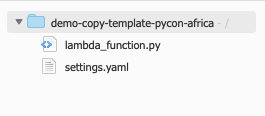 demo-copy-template-pycon-africa - /
lambda_function.py
settings.yaml